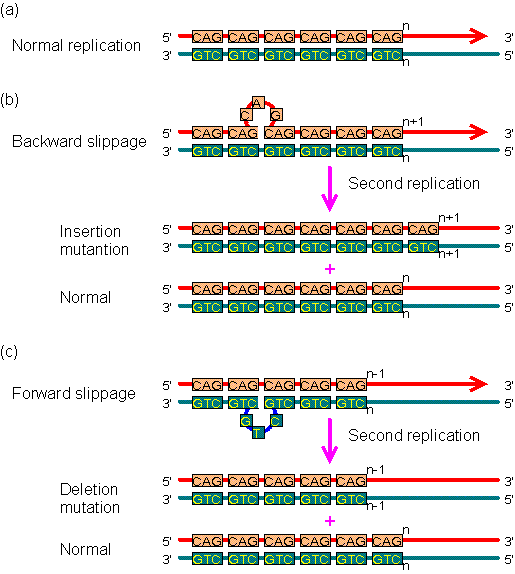 (a)
Normal replication
5' CAG CAG CAG CAG CAG CAG n 3'
3' GTC GTC GTC GTC GTC GTC n 5'
(b)
C A G
Backward slippage
5' CAG CAG CAG CAG CAG CAG n+1 3'
3' GTC GTC GTC GTC GTC GTC n 5'
Second replication
Insertion
mutantion
5' CAG CAG CAG CAG CAG CAG CAG n+1 3'
3' GTC GTC GTC GTC GTC GTC GTC n+1 5'
+
Normal
5' CAG CAG CAG CAG CAG CAG n 3'
3' GTC GTC GTC GTC GTC GTC n 5'
(c)
Forward slippage
5' CAG CAG CAG CAG CAG n-1 3'
3' GTC GTC GTC GTC GTC n 5'
G T C
Second replication
Deletion
mutation
5' CAG CAG CAG CAG CAG n-1 3'
3' GTC GTC GTC GTC GTC n-1 5'
+
Normal
5' CAG CAG CAG CAG CAG CAG n 3'
3' GTC GTC GTC GTC GTC GTC n 5'